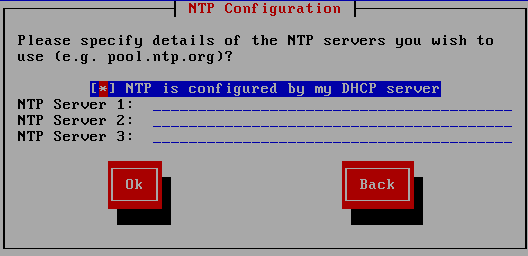 NTP Configuration
Please specify details of the NTP servers you wish to
use (e.g. pool.ntp.org)?
[*] NTP is configured by my DHCP server
NTP Server 1:
NTP Server 2:
NTP Server 3:
Ok Back